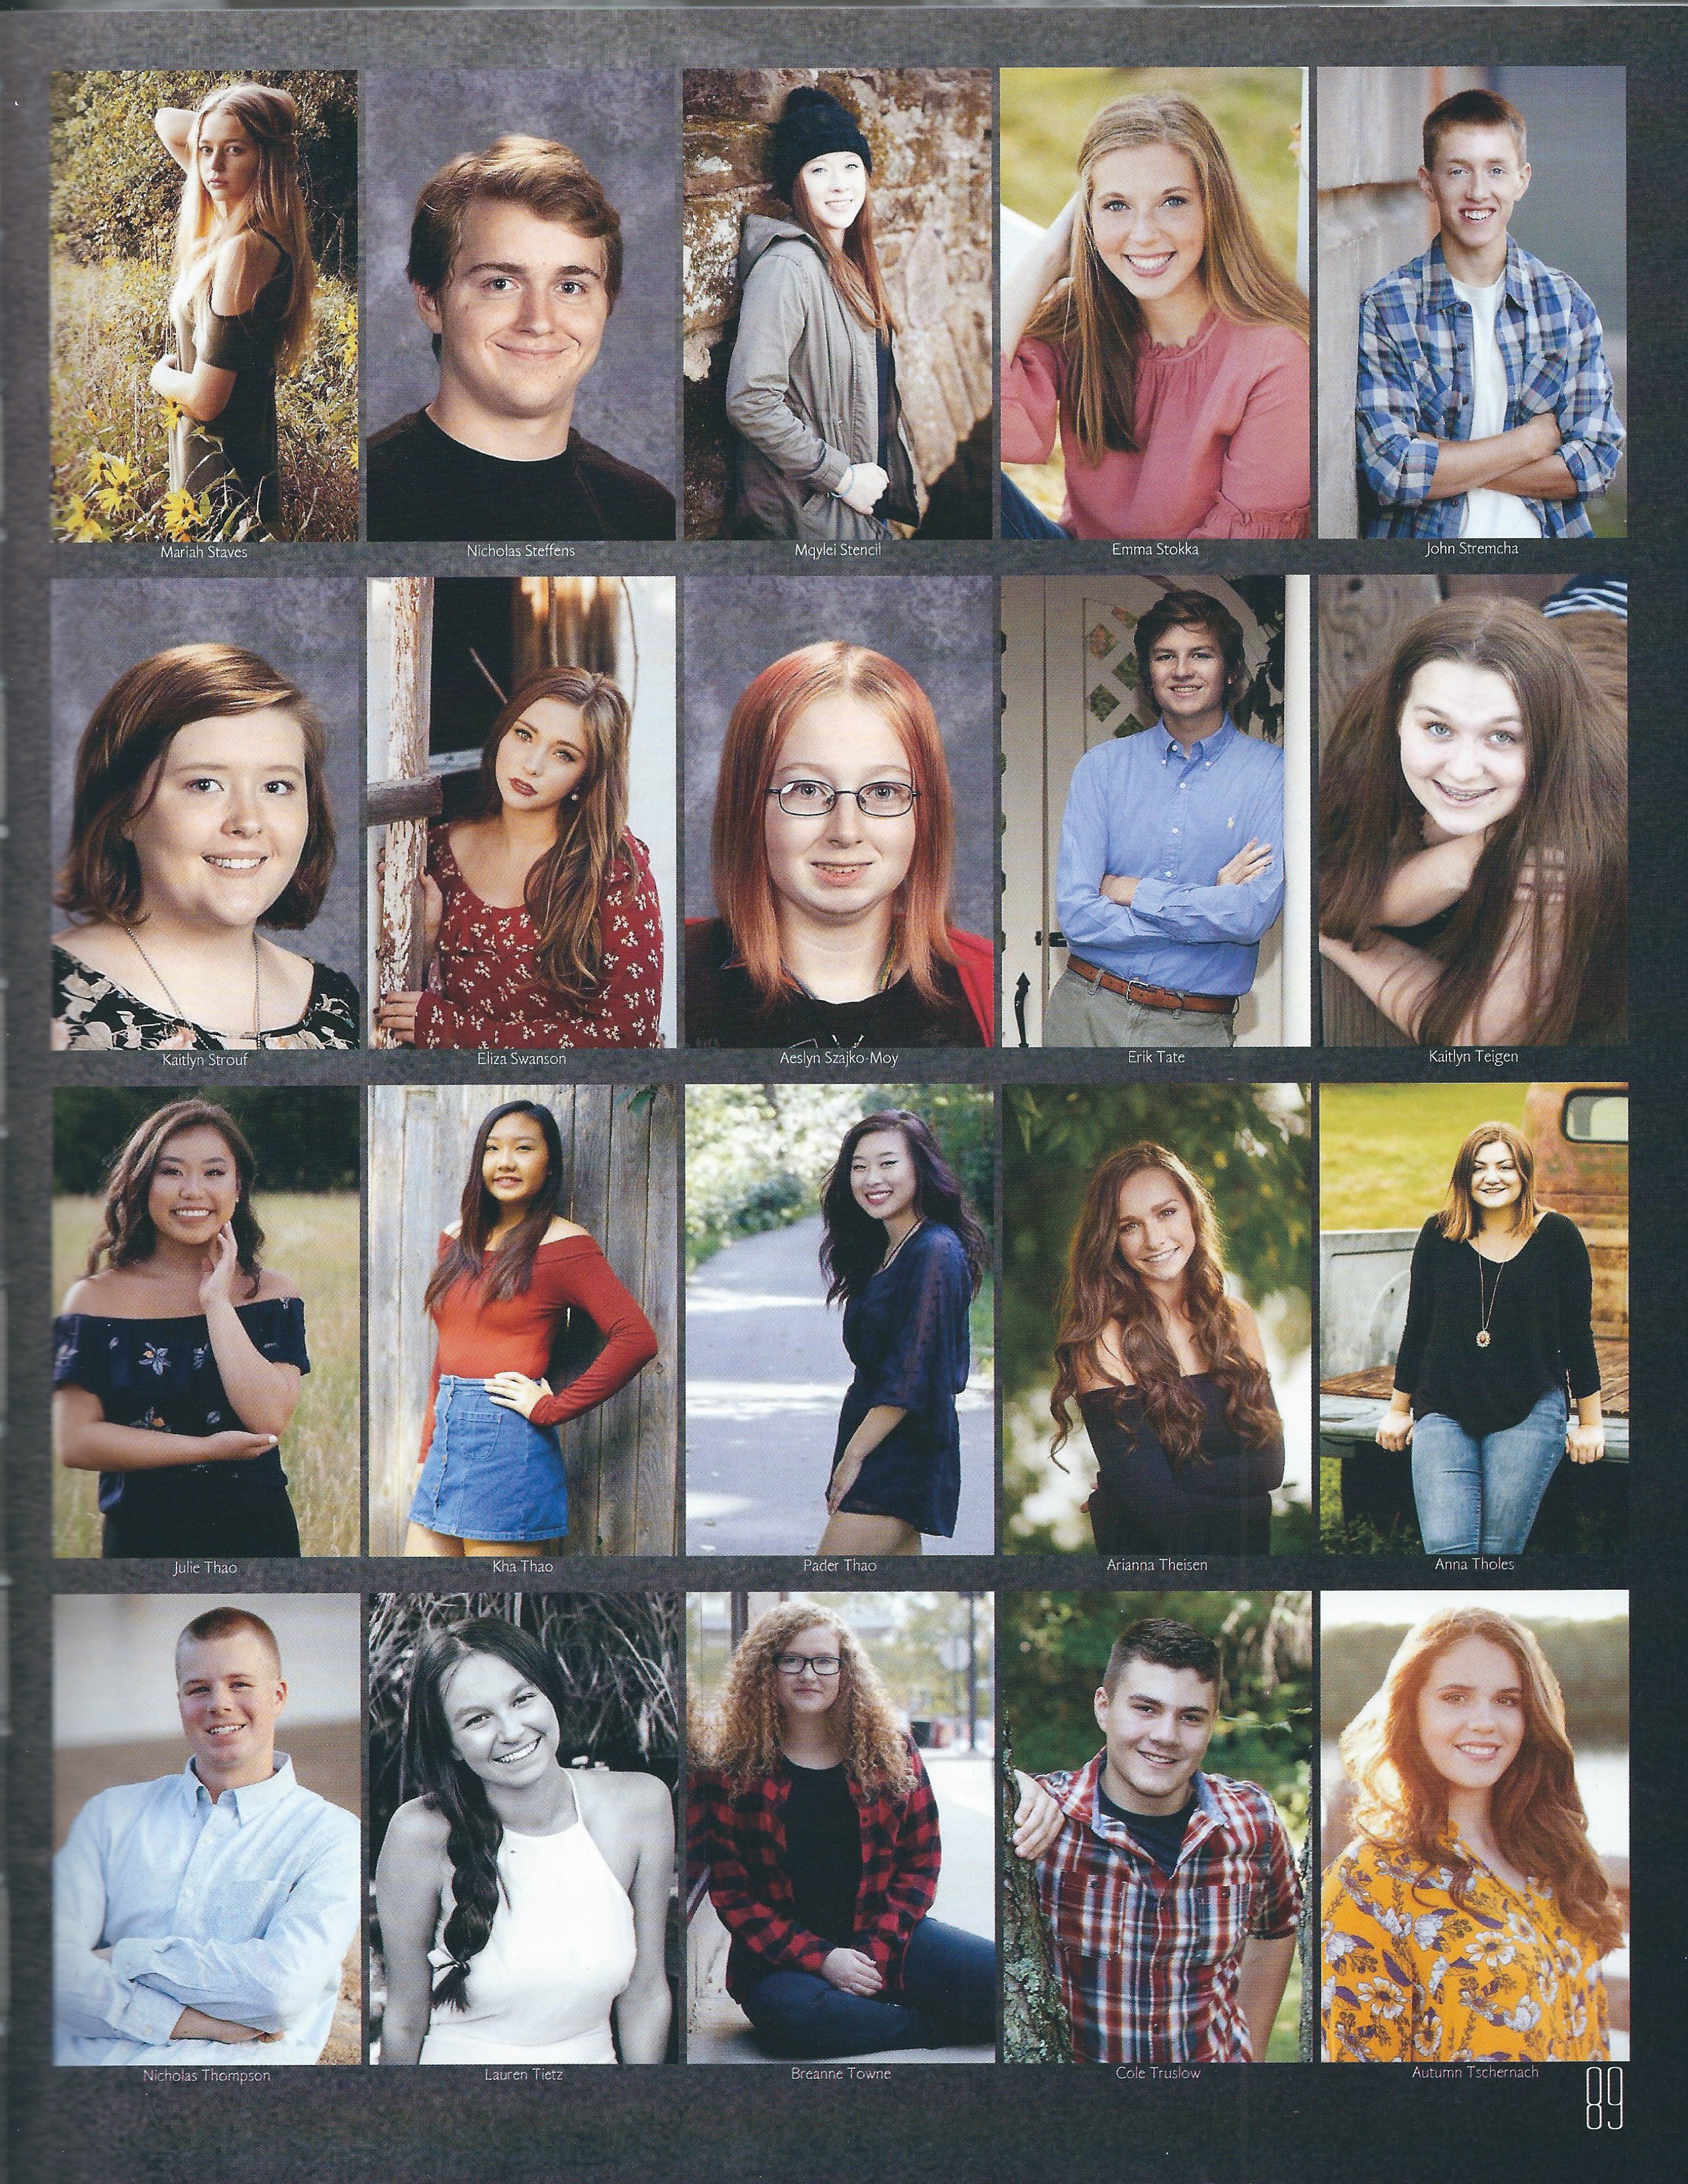 Mariah Staves
Nicholas Steffens
Mqylei Stencil
Emma Stokka
John Stremcha
Kaitlyn Strouf
Eliza Swanson
Aeslyn Szajko-Moy
Erik Tate
Kaitlyn Teigen
Julie Thao
Kha Thao
Pader Thao
Arianna Theisen
Anna Tholes
Nicholas Thompson
Lauren Tietz
Breanne Towne
Cole Truslow
Autumn Tschernach
89